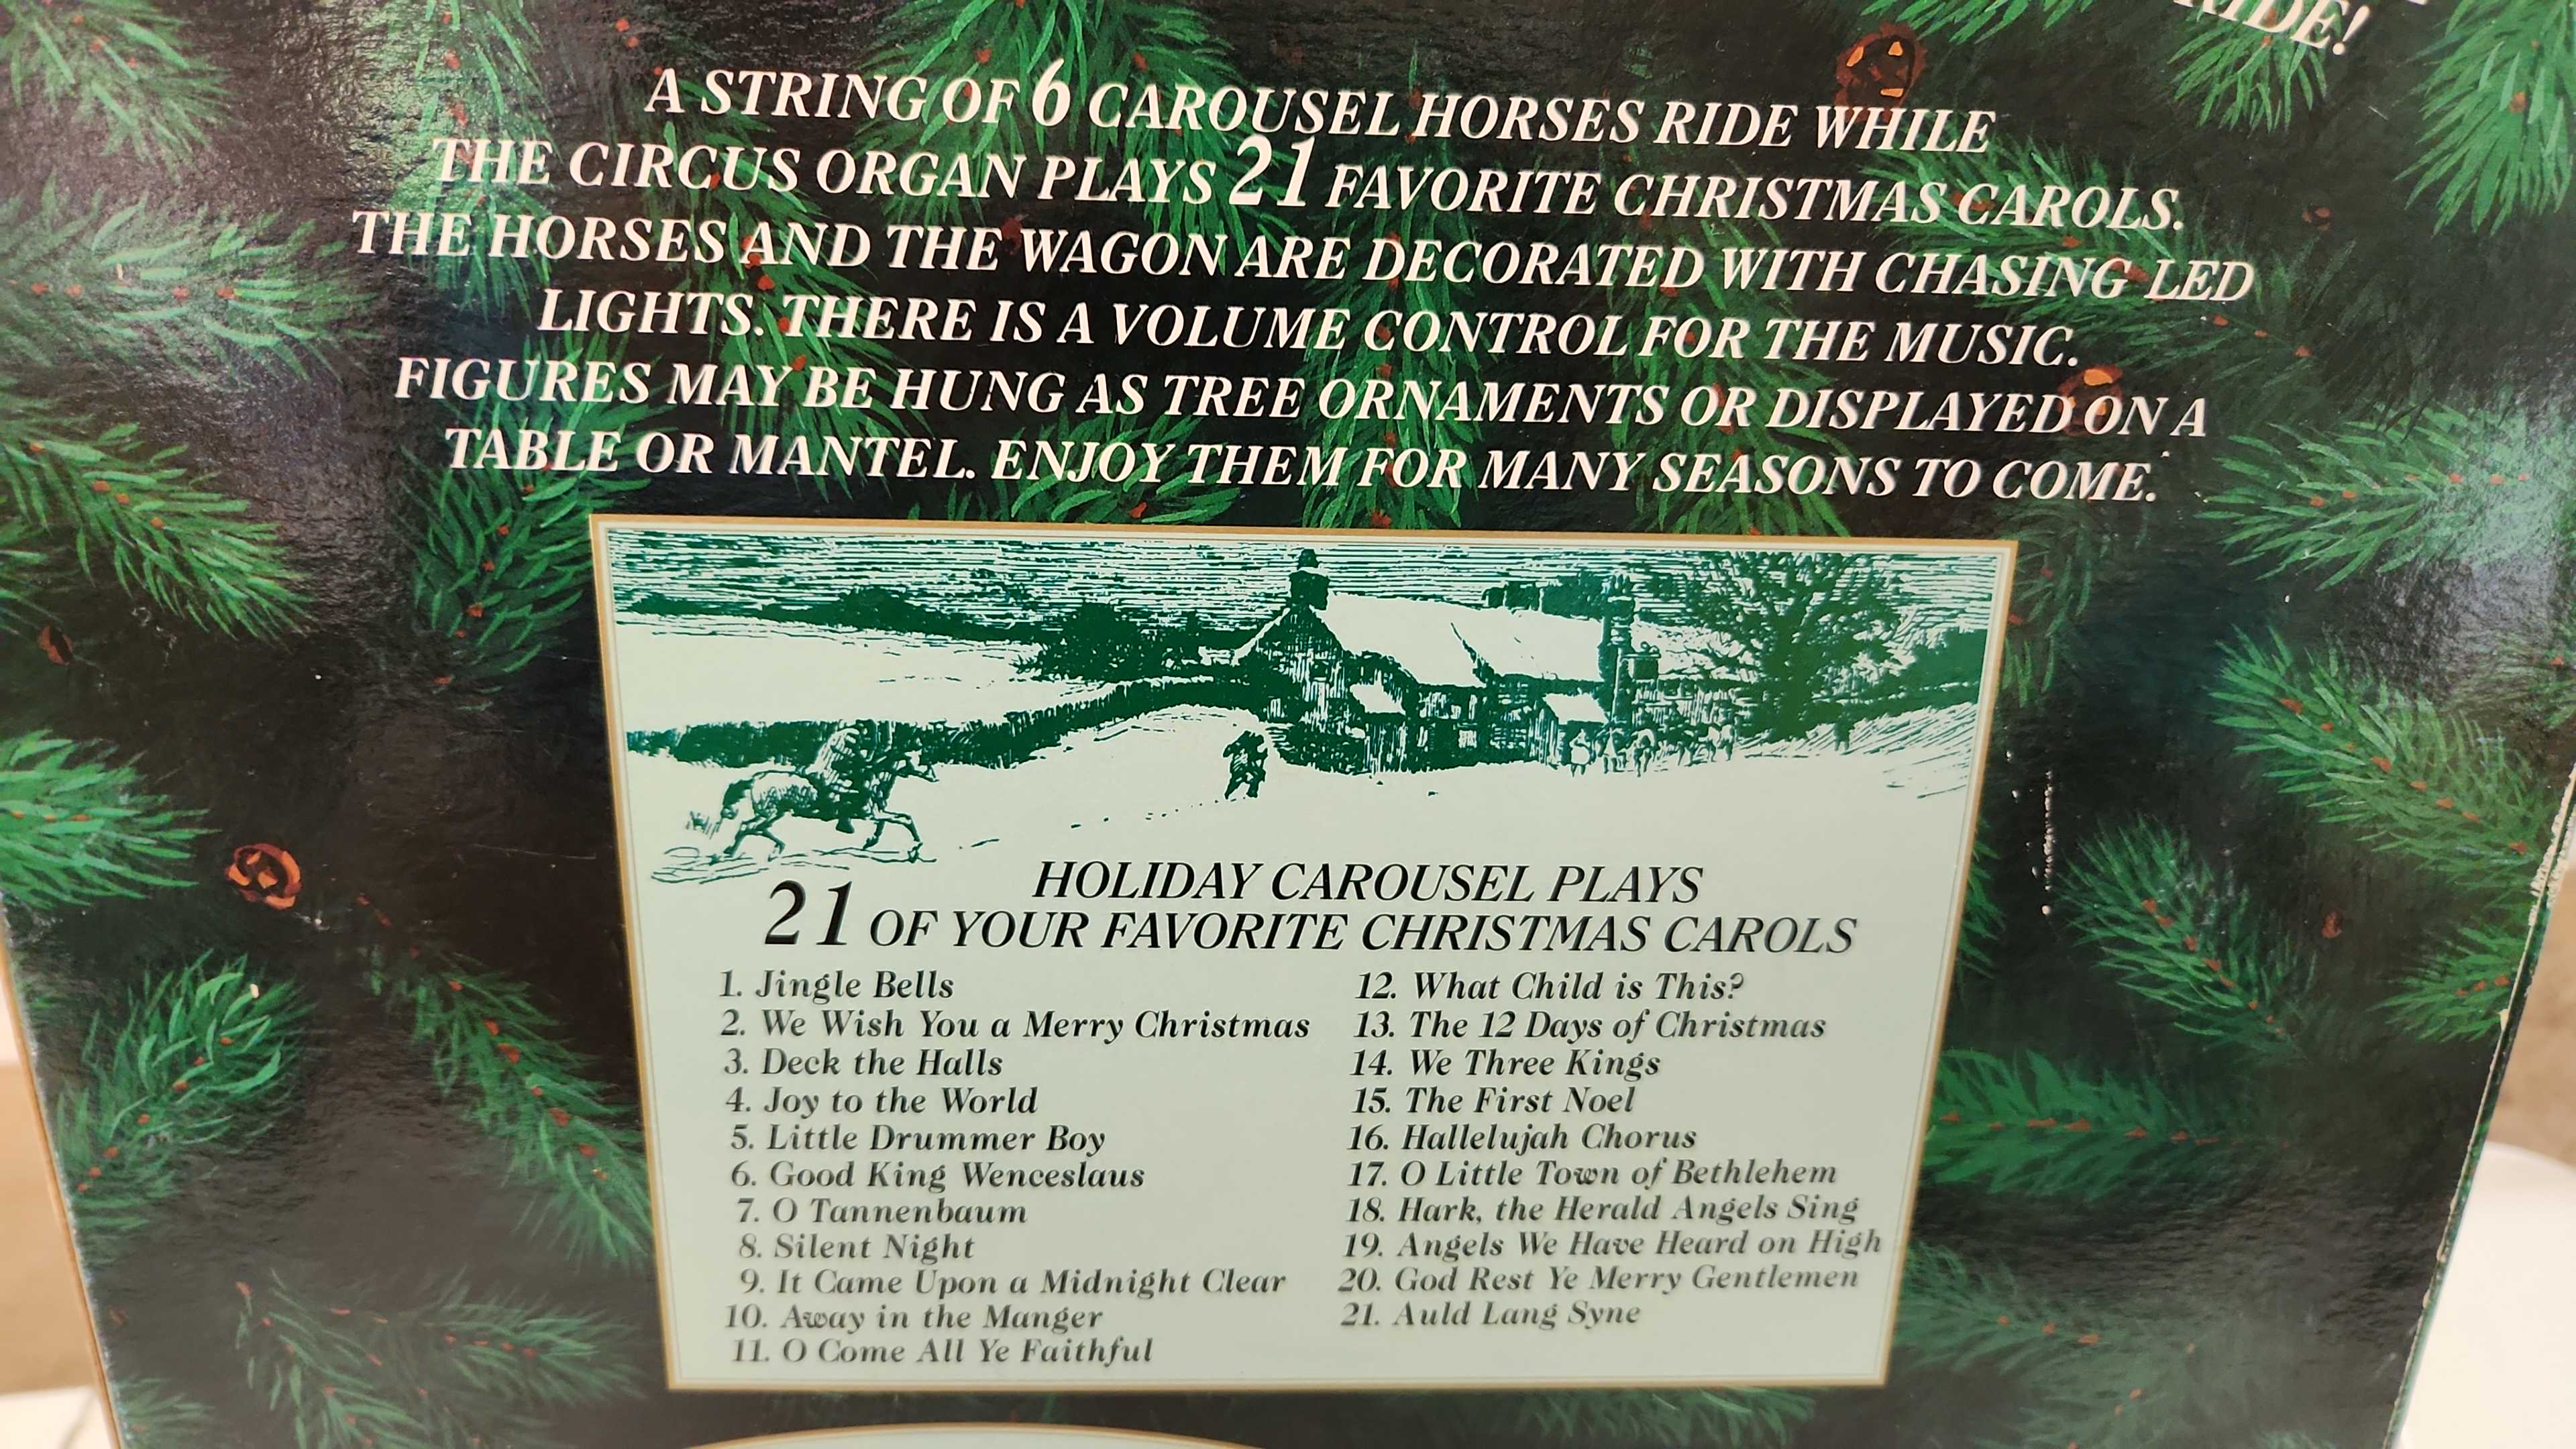 RIDE!
A STRING OF 6 CAROUSEL HORSES RIDE WHILE
THE CIRCUS ORGAN PLAYS 21 FAVORITE CHRISTMAS CAROLS.
THE HORSES AND THE WAGON ARE DECORATED WITH CHASING LED
LIGHTS. THERE IS A VOLUME CONTROL FOR THE MUSIC.
FIGURES MAY BE HUNG AS TREE ORNAMENTS OR DISPLAYED ON A
TABLE OR MANTEL. ENJOY THEM FOR MANY SEASONS TO COME.
HOLIDAY CAROUSEL PLAYS
21 OF YOUR FAVORITE CHRISTMAS CAROLS
1. Jingle Bells
2. We Wish You a Merry Christmas
3. Deck the Halls
4. Joy to the World
5. Little Drummer Boy
6. Good King Wenceslaus
7. O Tannenbaum
8. Silent Night
9. It Came Upon a Midnight Clear
10. Away in the Manger
11. O Come All Ye Faithful
12. What Child is This?
13. The 12 Days of Christmas
14. We Three Kings
15. The First Noel
16. Hallelujah Chorus
17. O Little Town of Bethlehem
18. Hark, the Herald Angels Sing
19. Angels We Have Heard on High
20. God Rest Ye Merry Gentlemen
21. Auld Lang Syne